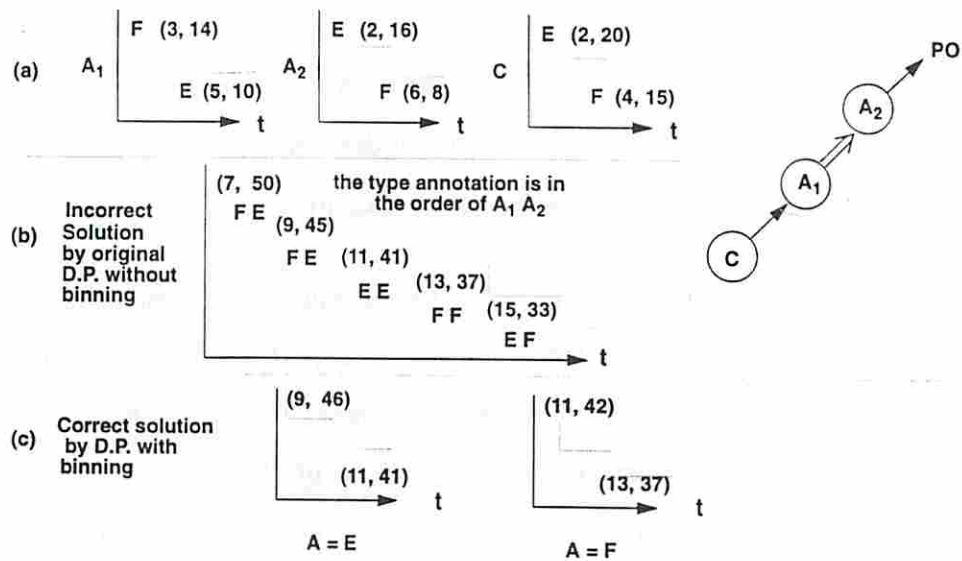 (a)
A1
F (3, 14)
E (5, 10)
t
A2
E (2, 16)
F (6, 8)
t
C
E (2, 20)
F (4, 15)
t
PO
A2
A1
C
(b)
Incorrect
Solution
by original
D.P. without
binning
the type annotation is in
the order of A1 A2
(7, 50)
F E
(9, 45)
F E
(11, 41)
E E
(13, 37)
F F
(15, 33)
E F
t
(c)
Correct solution
by D.P. with
binning
(9, 46)
(11, 41)
t
A = E
(11, 42)
(13, 37)
t
A = F